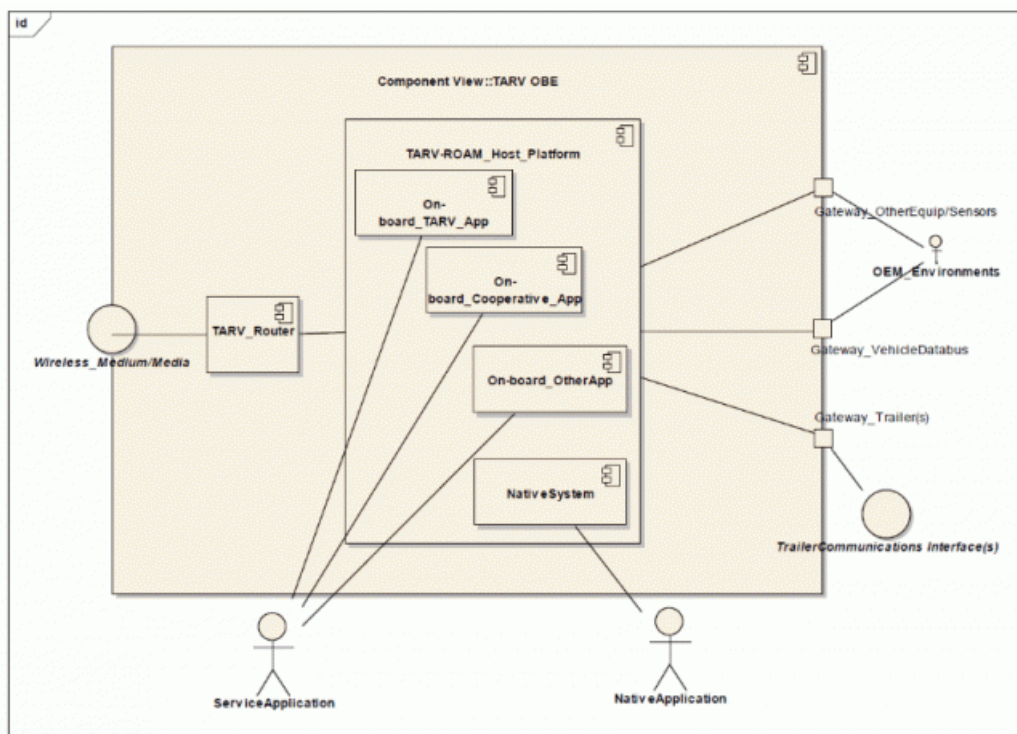 id
Component View::TARV OBE
TARV-ROAM_Host_Platform
On-
board_TARV_App
On-
board_Cooperative_App
TARV_Router
Wireless_Medium/Media
On-board_OtherApp
NativeSystem
Gateway_OtherEquip/Sensors
OEM_Environments
Gateway_VehicleDatabus
Gateway_Trailer(s)
TrailerCommunications Interface(s)
ServiceApplication
NativeApplication